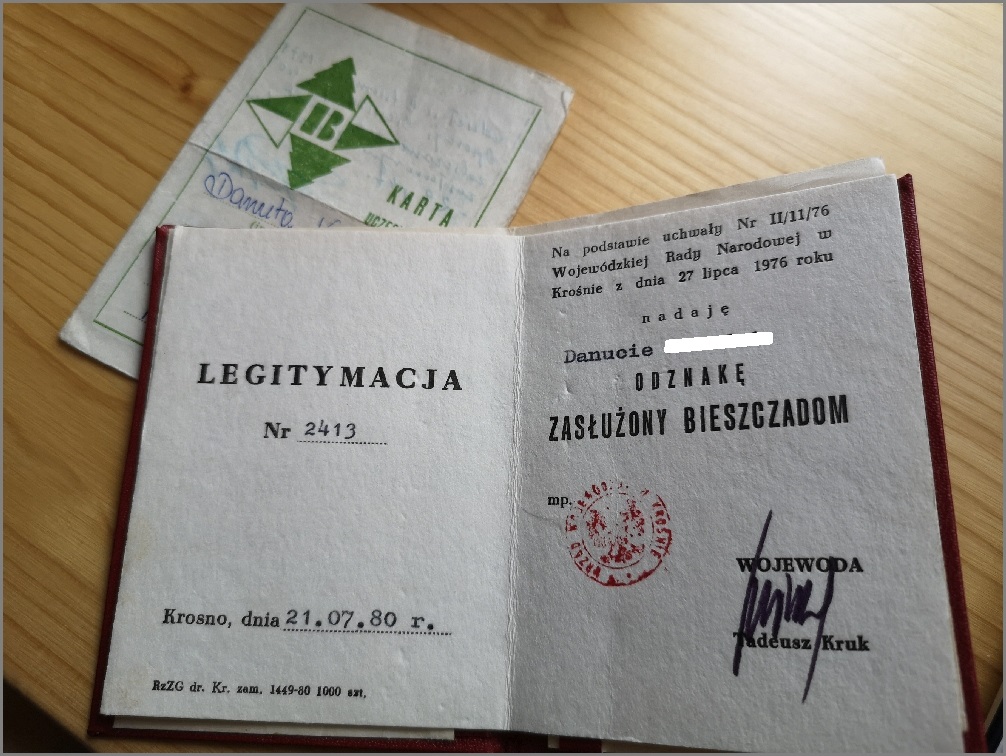 B
KARTA
Danuta
LEGITYMACJA
Nr 2413
Krosno, dnia 21.07.80 r.
RzZG dr. Kr. zam. 1449-80 1000 szt.
Na podstawie uchwały Nr II/11/76
Wojewódzkiej Rady Narodowej w
Krośnie z dnia 27 lipca 1976 roku
nadaję
Danucie
ODZNAKĘ
ZASŁUŻONY BIESZCZADOM
mp.
WOJEWODA
Tadeusz Kruk